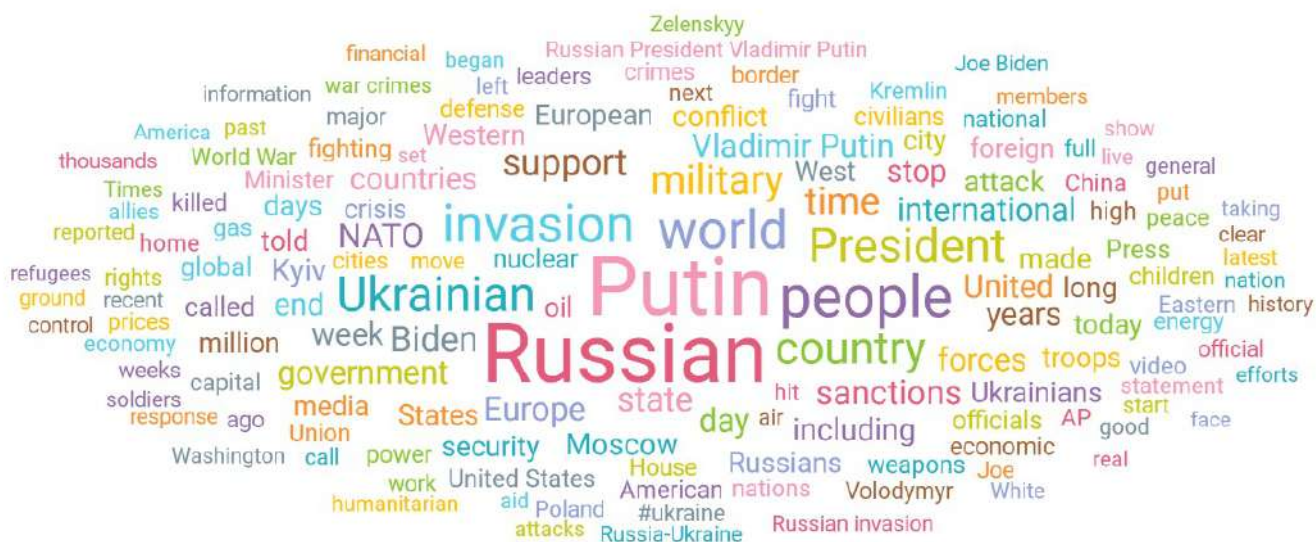 Zelenskyy
financial began Russian President Vladimir Putin
Joe Biden
war crimes left leaders crimes border
information next Kremlin members
major defense European conflict fight civilians national
America past Western Vladimir Putin city show
thousands World War fighting set support foreign full live general
Times Minister countries military West stop attack China put
allies killed days crisis time international high peace taking
reported home gas told NATO invasion world President made Press clear
refugees rights global Kyiv cities move nuclear children latest nation
ground recent called end Ukrainian oil Putin people United long Eastern history
control prices years today energy
economy million week Biden Russian country forces troops video official
weeks capital government hit sanctions Ukrainians statement efforts
soldiers media States Europe state day air including officials AP start
response ago Union good face
Washington call power security Moscow economic real
work United States House Russians weapons Joe
humanitarian aid Poland American nations Volodymyr White
attacks #ukraine Russian invasion
Russia-Ukraine